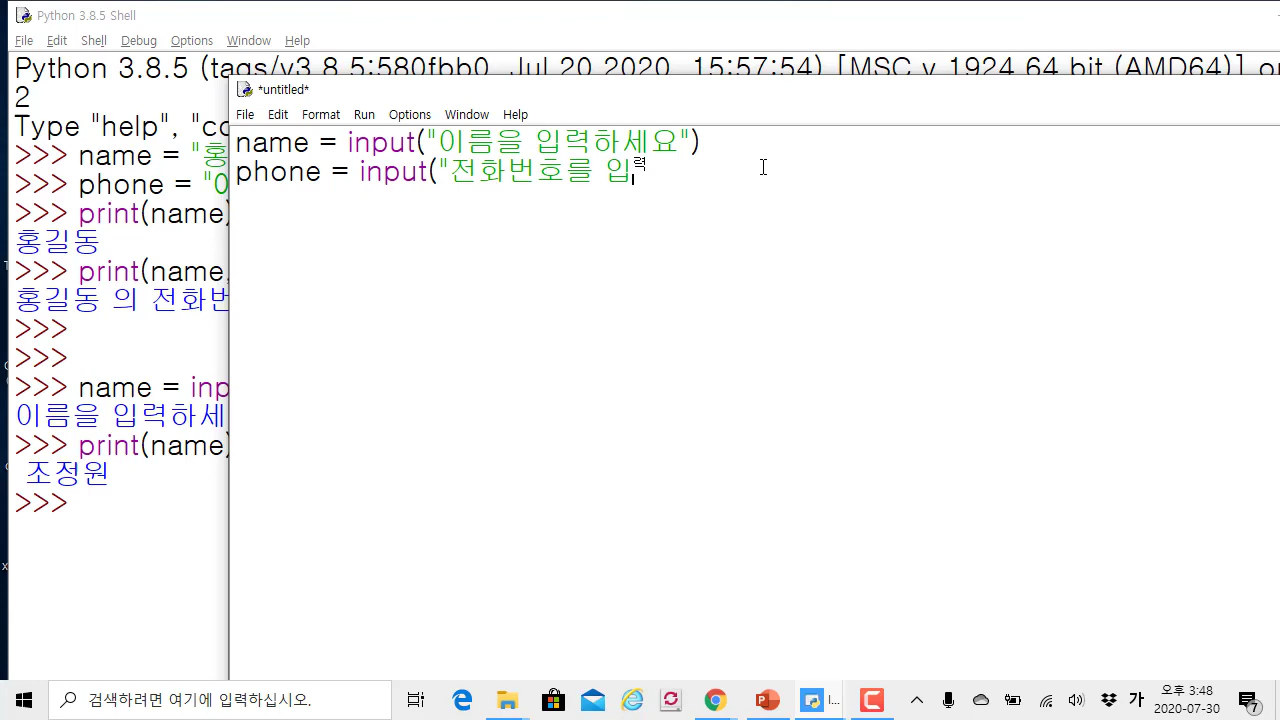 Python 3.8.5 Shell
File Edit Shell Debug Options Window Help
Python 3.8.5 (tags/v3.8.5:580fbb0, Jul 20 2020, 15:57:54) [MSC v.1924 64 bit (AMD64)] on
2
Type "help", "co
>>> name = "홍
>>> phone = "0
>>> print(name)
홍길동
>>> print(name,
홍길동 의 전화번
>>>
>>>
>>> name = inp
이름을 입력하세
>>> print(name)
조정원
>>>
*untitled*
File Edit Format Run Options Window Help
name = input("이름을 입력하세요")
phone = input("전화번호를 입력
검색하려면 여기에 입력하십시오.
I...
가
오후 3:48
2020-07-30
7